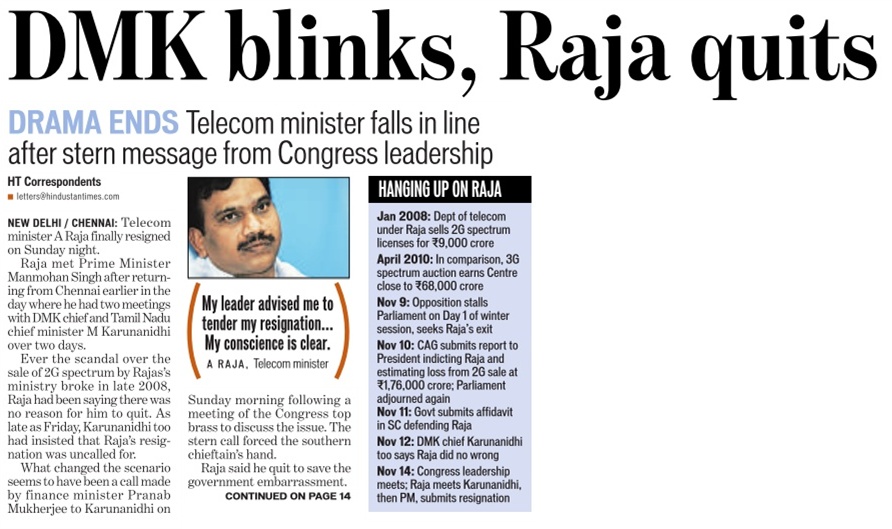 DMK blinks, Raja quits
DRAMA ENDS Telecom minister falls in line
after stern message from Congress leadership
HT Correspondents
■ letters@hindustantimes.com
NEW DELHI / CHENNAI: Telecom
minister A Raja finally resigned
on Sunday night.
Raja met Prime Minister
Manmohan Singh after return-
ing from Chennai earlier in the
day where he had two meetings
with DMK chief and Tamil Nadu
chief minister M Karunanidhi
over two days.
Ever the scandal over the
sale of 2G spectrum by Rajas's
ministry broke in late 2008,
Raja had been saying there was
no reason for him to quit. As
late as Friday, Karunanidhi too
had insisted that Raja's resig-
nation was uncalled for.
What changed the scenario
seems to have been a call made
by finance minister Pranab
Mukherjee to Karunanidhi on
My leader advised me to
tender my resignation...
My conscience is clear.
A RAJA, Telecom minister
Sunday morning following a
meeting of the Congress top
brass to discuss the issue. The
stern call forced the southern
chieftain's hand.
Raja said he quit to save the
government embarrassment.
CONTINUED ON PAGE 14
HANGING UP ON RAJA
Jan 2008: Dept of telecom
under Raja sells 2G spectrum
licenses for ₹9,000 crore
April 2010: In comparison, 3G
spectrum auction earns Centre
close to ₹68,000 crore
Nov 9: Opposition stalls
Parliament on Day 1 of winter
session, seeks Raja's exit
Nov 10: CAG submits report to
President indicting Raja and
estimating loss from 2G sale at
₹1,76,000 crore; Parliament
adjourned again
Nov 11: Govt submits affidavit
in SC defending Raja
Nov 12: DMK chief Karunanidhi
too says Raja did no wrong
Nov 14: Congress leadership
meets; Raja meets Karunanidhi,
then PM, submits resignation